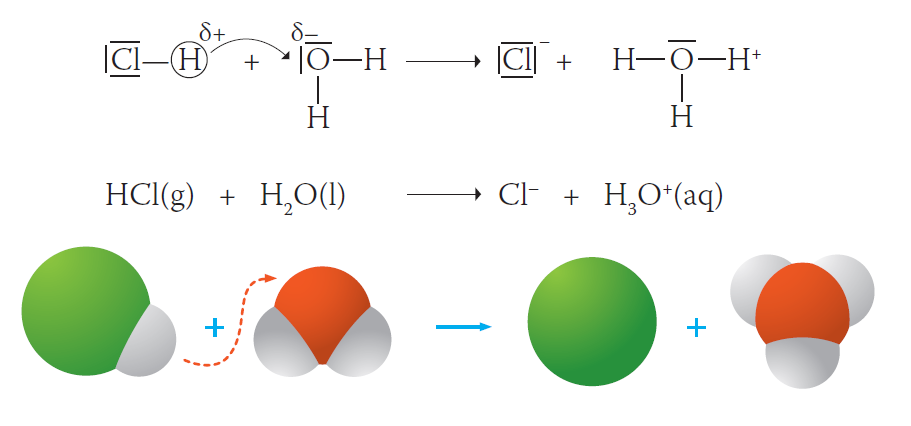 δ+ δ–
|Cl—H + |O—H → |Cl|⁻ + H—O—H⁺
H H
HCl(g) + H₂O(l) → Cl⁻ + H₃O⁺(aq)
+ → +